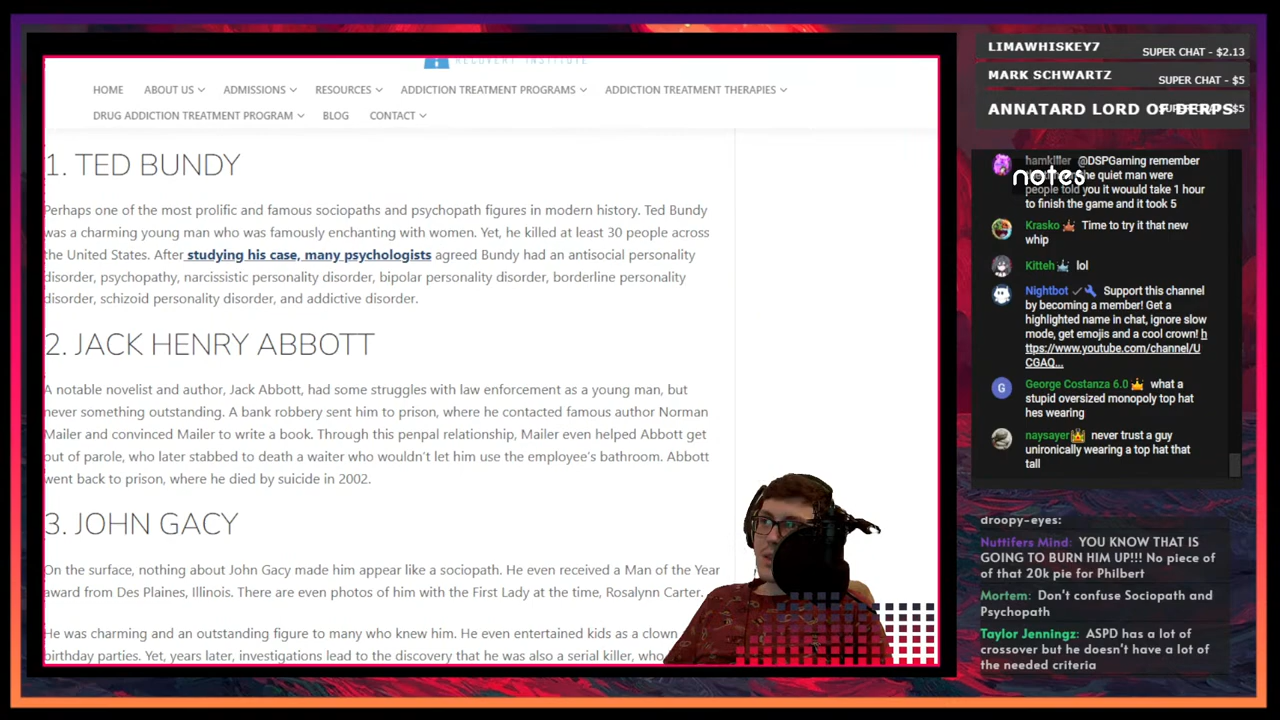 RECOVERY INSTITUTE
HOME ABOUT US ADMISSIONS RESOURCES ADDICTION TREATMENT PROGRAMS ADDICTION TREATMENT THERAPIES
DRUG ADDICTION TREATMENT PROGRAM BLOG CONTACT
1. TED BUNDY
Perhaps one of the most prolific and famous sociopaths and psychopath figures in modern history. Ted Bundy
was a charming young man who was famously enchanting with women. Yet, he killed at least 30 people across
the United States. After studying his case, many psychologists agreed Bundy had an antisocial personality
disorder, psychopathy, narcissistic personality disorder, bipolar personality disorder, borderline personality
disorder, schizoid personality disorder, and addictive disorder.
2. JACK HENRY ABBOTT
A notable novelist and author, Jack Abbott, had some struggles with law enforcement as a young man, but
never something outstanding. A bank robbery sent him to prison, where he contacted famous author Norman
Mailer and convinced Mailer to write a book. Through this penpal relationship, Mailer even helped Abbott get
out of parole, who later stabbed to death a waiter who wouldn't let him use the employee's bathroom. Abbott
went back to prison, where he died by suicide in 2002.
3. JOHN GACY
On the surface, nothing about John Gacy made him appear like a sociopath. He even received a Man of the Year
award from Des Plaines, Illinois. There are even photos of him with the First Lady at the time, Rosalynn Carter.
He was charming and an outstanding figure to many who knew him. He even entertained kids as a clown
birthday parties. Yet, years later, investigations lead to the discovery that he was also a serial killer, who
LIMAWHISKEY7 SUPER CHAT - $2.13
MARK SCHWARTZ SUPER CHAT - $5
ANNATARD LORD OF DERPS SUPER CHAT - $5
notes
hamkiller @DSPGaming remember
the quiet man were
people told you it wouuld take 1 hour
to finish the game and it took 5
Krasko Time to try it that new
whip
Kitteh lol
Nightbot Support this channel
by becoming a member! Get a
highlighted name in chat, ignore slow
mode, get emojis and a cool crown! h
ttps://www.youtube.com/channel/U
CGAQ...
G George Costanza 6.0 what a
stupid oversized monopoly top hat
hes wearing
naysayer never trust a guy
unironically wearing a top hat that
tall
droopy-eyes:
Nuttifers Mind: YOU KNOW THAT IS
GOING TO BURN HIM UP!!! No piece of
of that 20k pie for Philbert
Mortem: Don't confuse Sociopath and
Psychopath
Taylor Jenningz: ASPD has a lot of
crossover but he doesn't have a lot of
the needed criteria